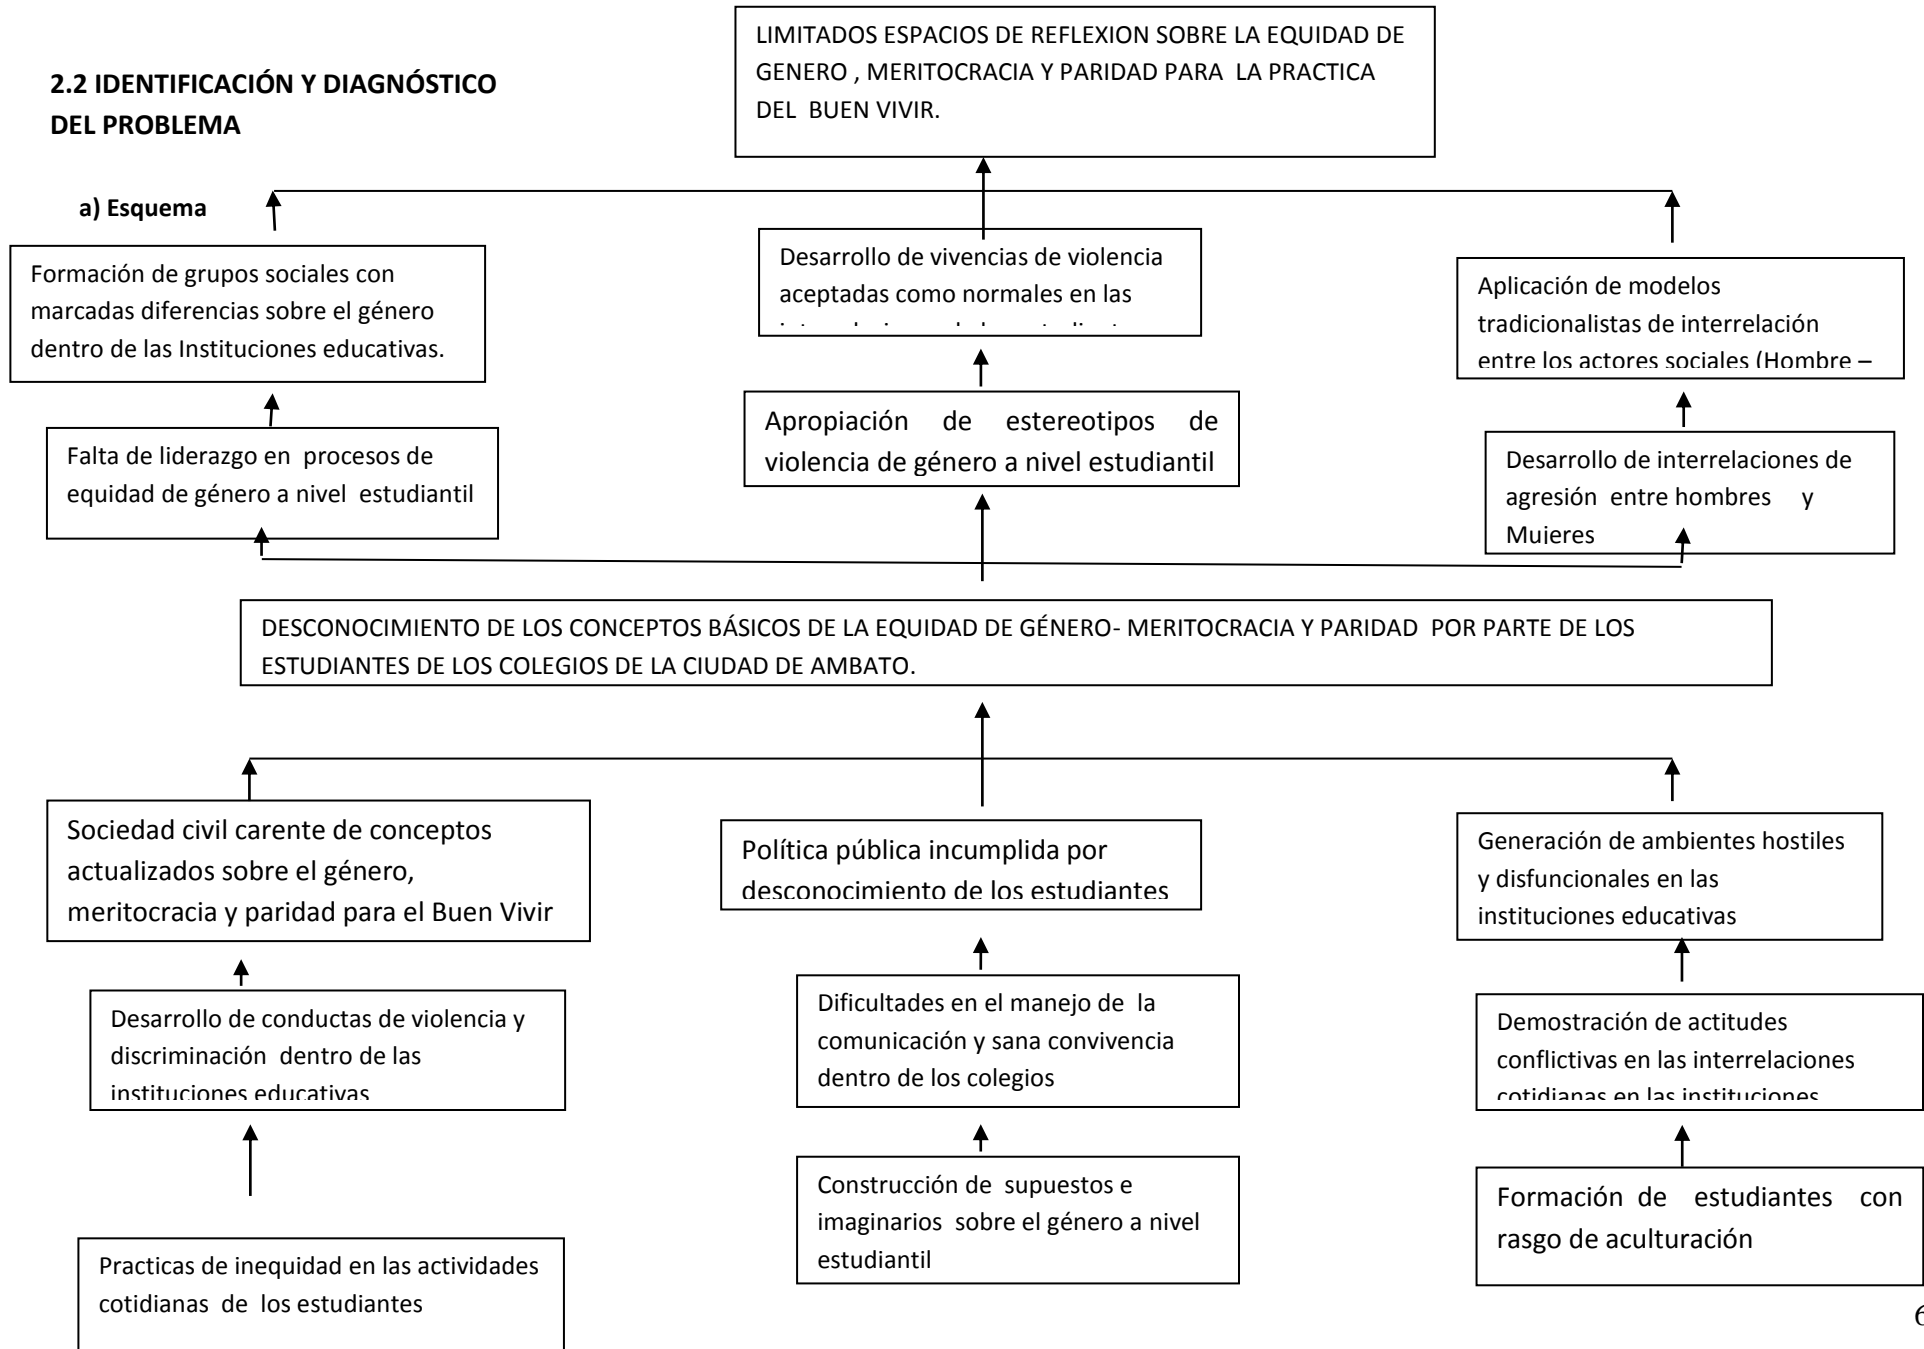 2.2 IDENTIFICACIÓN Y DIAGNÓSTICO
DEL PROBLEMA
LIMITADOS ESPACIOS DE REFLEXION SOBRE LA EQUIDAD DE
GENERO , MERITOCRACIA Y PARIDAD PARA LA PRACTICA
DEL BUEN VIVIR.
a) Esquema
Formación de grupos sociales con
marcadas diferencias sobre el género
dentro de las Instituciones educativas.
Desarrollo de vivencias de violencia
aceptadas como normales en las
Aplicación de modelos
tradicionalistas de interrelación
entre los actores sociales (Hombre –
Falta de liderazgo en procesos de
equidad de género a nivel estudiantil
Apropiación de estereotipos de
violencia de género a nivel estudiantil
Desarrollo de interrelaciones de
agresión entre hombres y
Mujeres
DESCONOCIMIENTO DE LOS CONCEPTOS BÁSICOS DE LA EQUIDAD DE GÉNERO- MERITOCRACIA Y PARIDAD POR PARTE DE LOS
ESTUDIANTES DE LOS COLEGIOS DE LA CIUDAD DE AMBATO.
Sociedad civil carente de conceptos
actualizados sobre el género,
meritocracia y paridad para el Buen Vivir
Política pública incumplida por
desconocimiento de los estudiantes
Generación de ambientes hostiles
y disfuncionales en las
instituciones educativas
Desarrollo de conductas de violencia y
discriminación dentro de las
instituciones educativas
Dificultades en el manejo de la
comunicación y sana convivencia
dentro de los colegios
Demostración de actitudes
conflictivas en las interrelaciones
cotidianas en las instituciones
Practicas de inequidad en las actividades
cotidianas de los estudiantes
Construcción de supuestos e
imaginarios sobre el género a nivel
estudiantil
Formación de estudiantes con
rasgo de aculturación
6